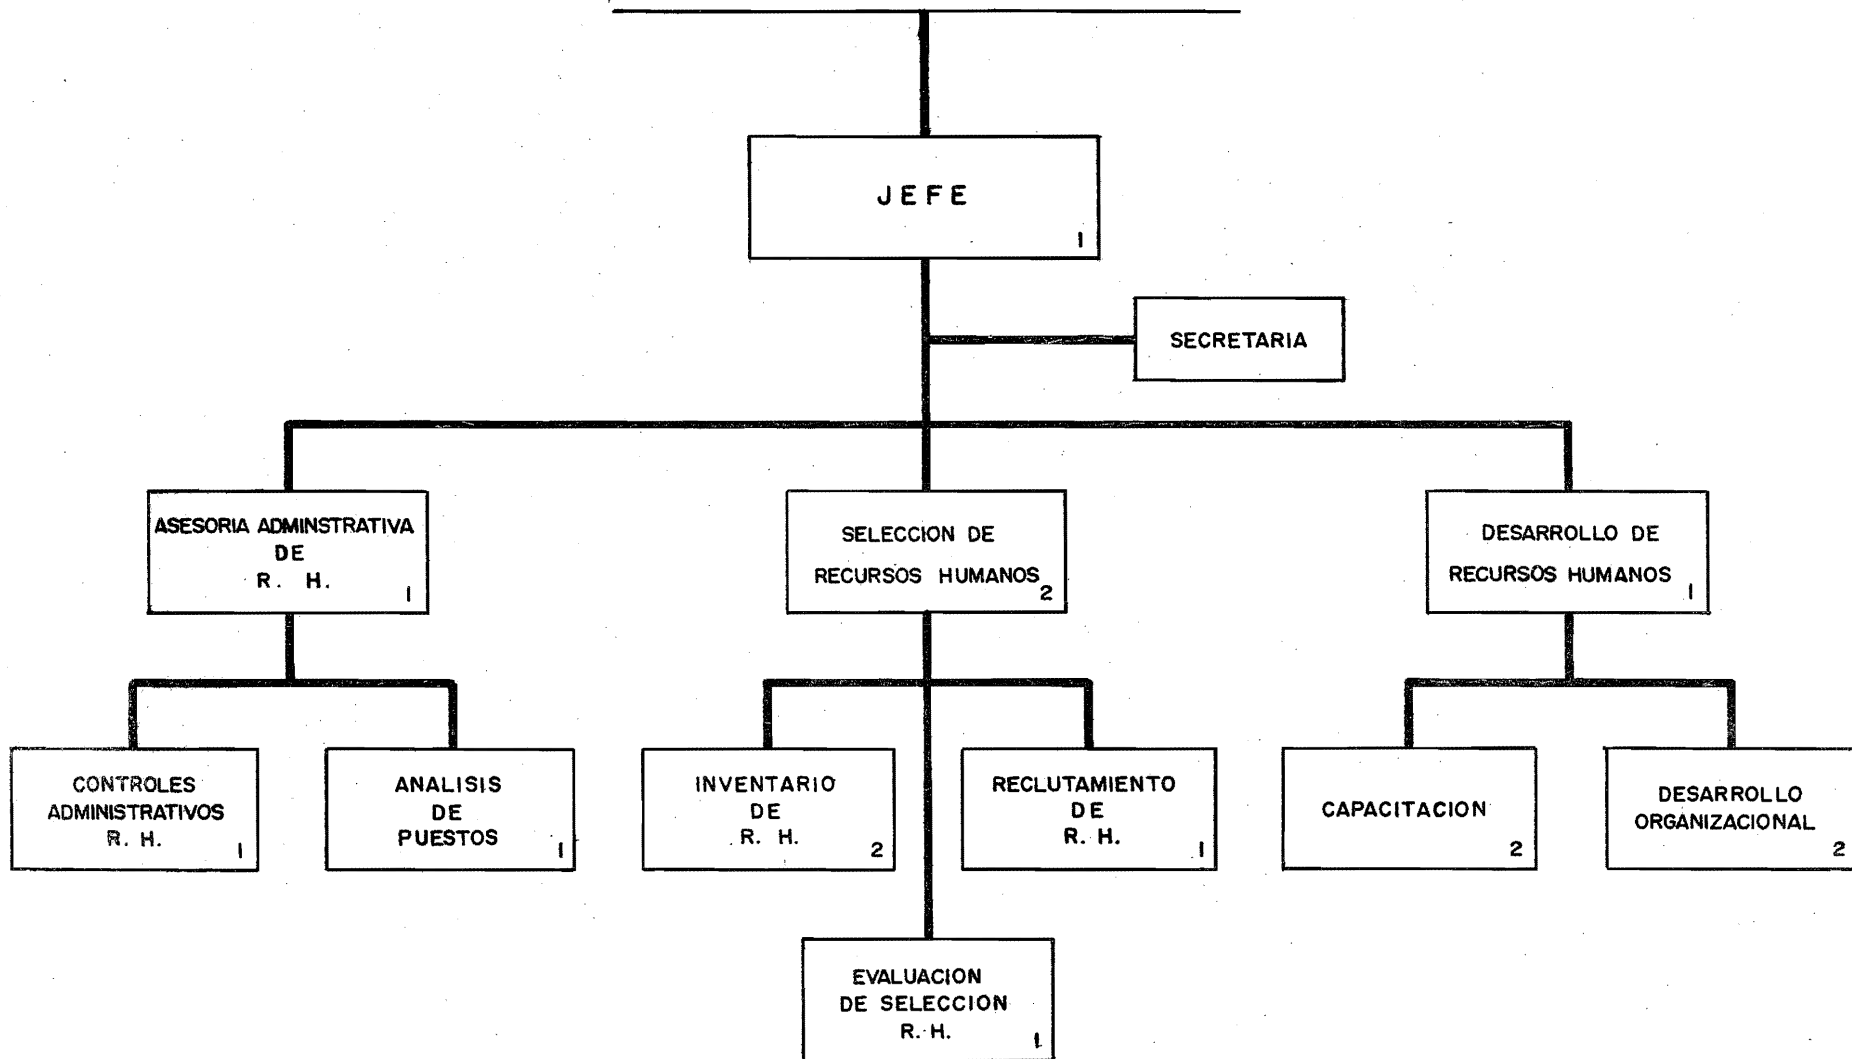 JEFE
1
SECRETARIA
ASESORIA ADMINSTRATIVA
DE
R. H.
1
SELECCION DE
RECURSOS HUMANOS
2
DESARROLLO DE
RECURSOS HUMANOS
1
CONTROLES
ADMINISTRATIVOS
R. H.
1
ANALISIS
DE
PUESTOS
1
INVENTARIO
DE
R. H.
2
RECLUTAMIENTO
DE
R. H.
1
CAPACITACION
2
DESARROLLO
ORGANIZACIONAL
2
EVALUACION
DE SELECCION
R. H.
1